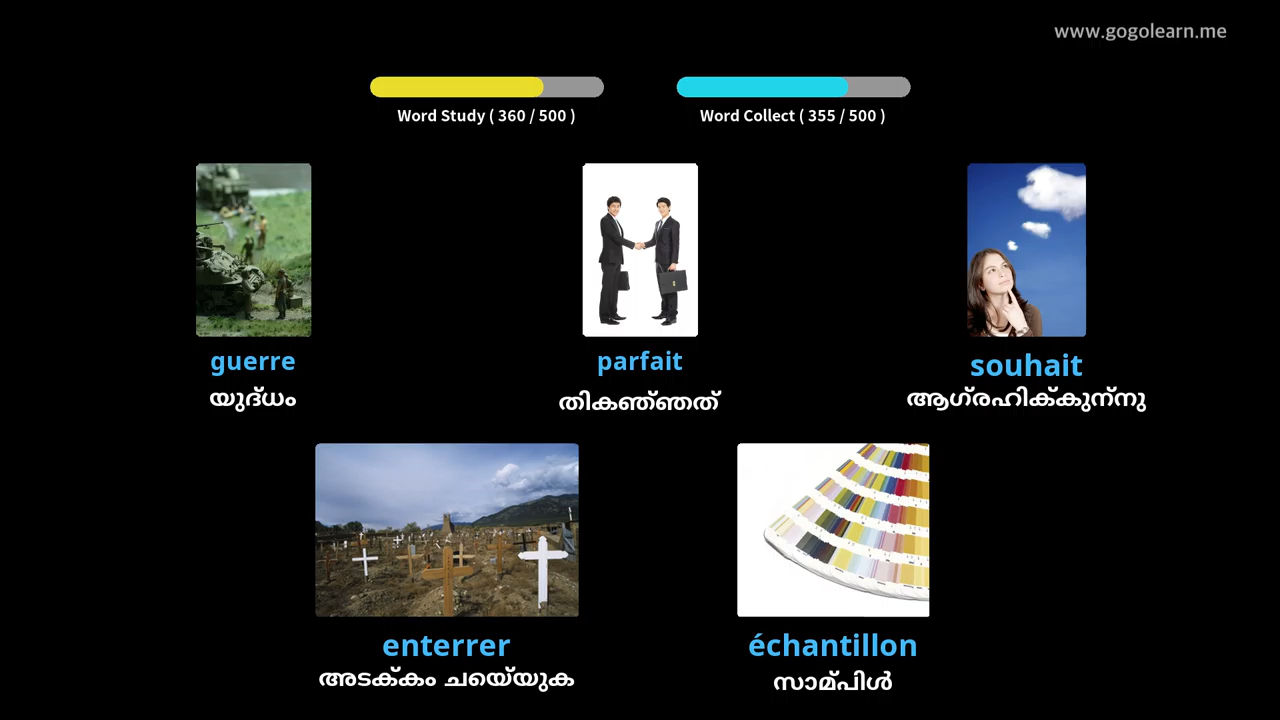 www.gogolearn.me
Word Study ( 360 / 500 )
Word Collect ( 355 / 500 )
guerre
യുദ്ധം
parfait
തികഞ്ഞത്
souhait
ആഗ്രഹിക്കുന്നു
enterrer
അടക്കം ചയ്യെുക
échantillon
സാമ്പിൾ